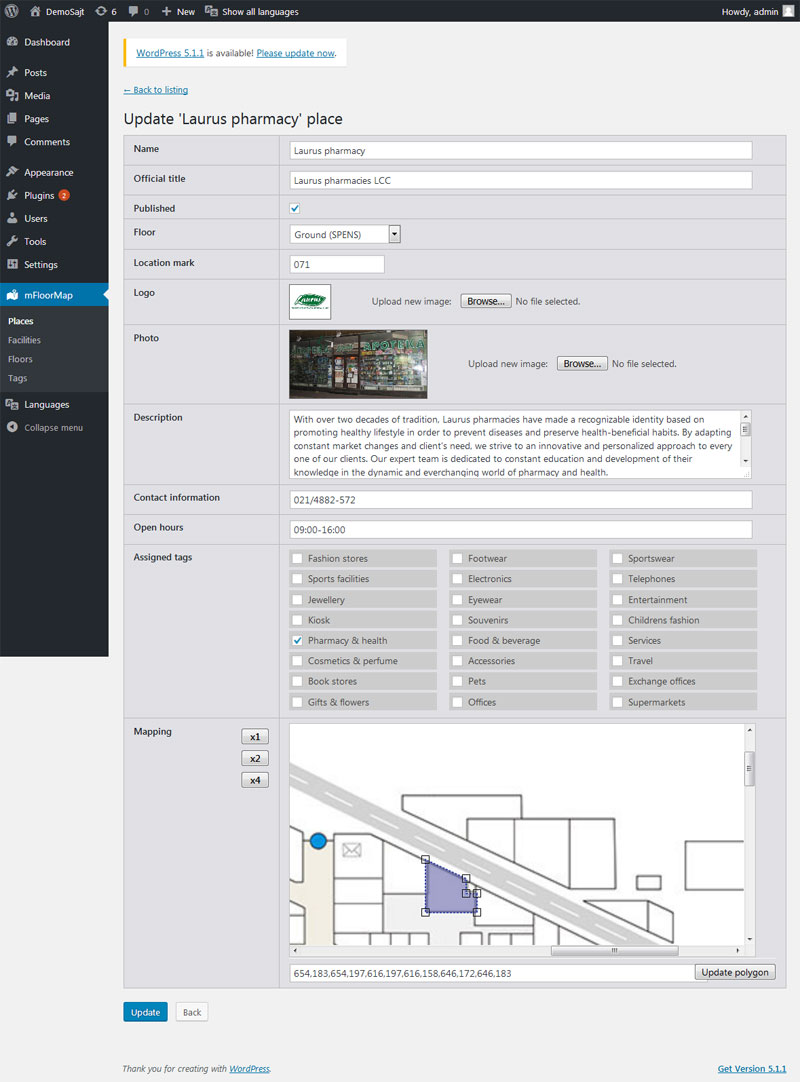 DemoSajt 6 0 + New Show all languages Howdy, admin
Dashboard
Posts
Media
Pages
Comments
Appearance
Plugins 2
Users
Tools
Settings
mFloorMap
Places
Facilities
Floors
Tags
Languages
Collapse menu
WordPress 5.1.1 is available! Please update now.
← Back to listing
Update 'Laurus pharmacy' place
Name Laurus pharmacy
Official title Laurus pharmacies LCC
Published
Floor Ground (SPENS)
Location mark 071
Logo Laurus Upload new image: Browse... No file selected.
Photo APOTEKA Upload new image: Browse... No file selected.
Description
With over two decades of tradition, Laurus pharmacies have made a recognizable identity based on
promoting healthy lifestyle in order to prevent diseases and preserve health-beneficial habits. By adapting
constant market changes and client's need, we strive to an innovative and personalized approach to every
one of our clients. Our expert team is dedicated to constant education and development of their
knowledge in the dynamic and everchanging world of pharmacy and health.
Contact information 021/4882-572
Open hours 09:00-16:00
Assigned tags
Fashion stores Footwear Sportswear
Sports facilities Electronics Telephones
Jewellery Eyewear Entertainment
Kiosk Souvenirs Childrens fashion
Pharmacy & health Food & beverage Services
Cosmetics & perfume Accessories Travel
Book stores Pets Exchange offices
Gifts & flowers Offices Supermarkets
Mapping
x1
x2
x4
654,183,654,197,616,197,616,158,646,172,646,183 Update polygon
Update Back
Thank you for creating with WordPress. Get Version 5.1.1